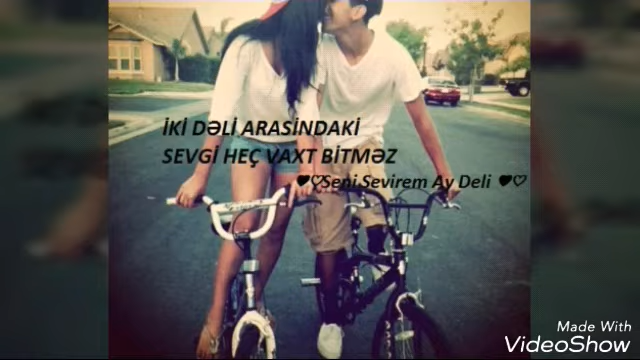 İKİ DƏLİ ARASİNDAKİ
SEVGİ HEÇ VAXT BİTMƏZ
♥♡Seni Sevirem Ay Deli ♥♡
Made With
VideoShow